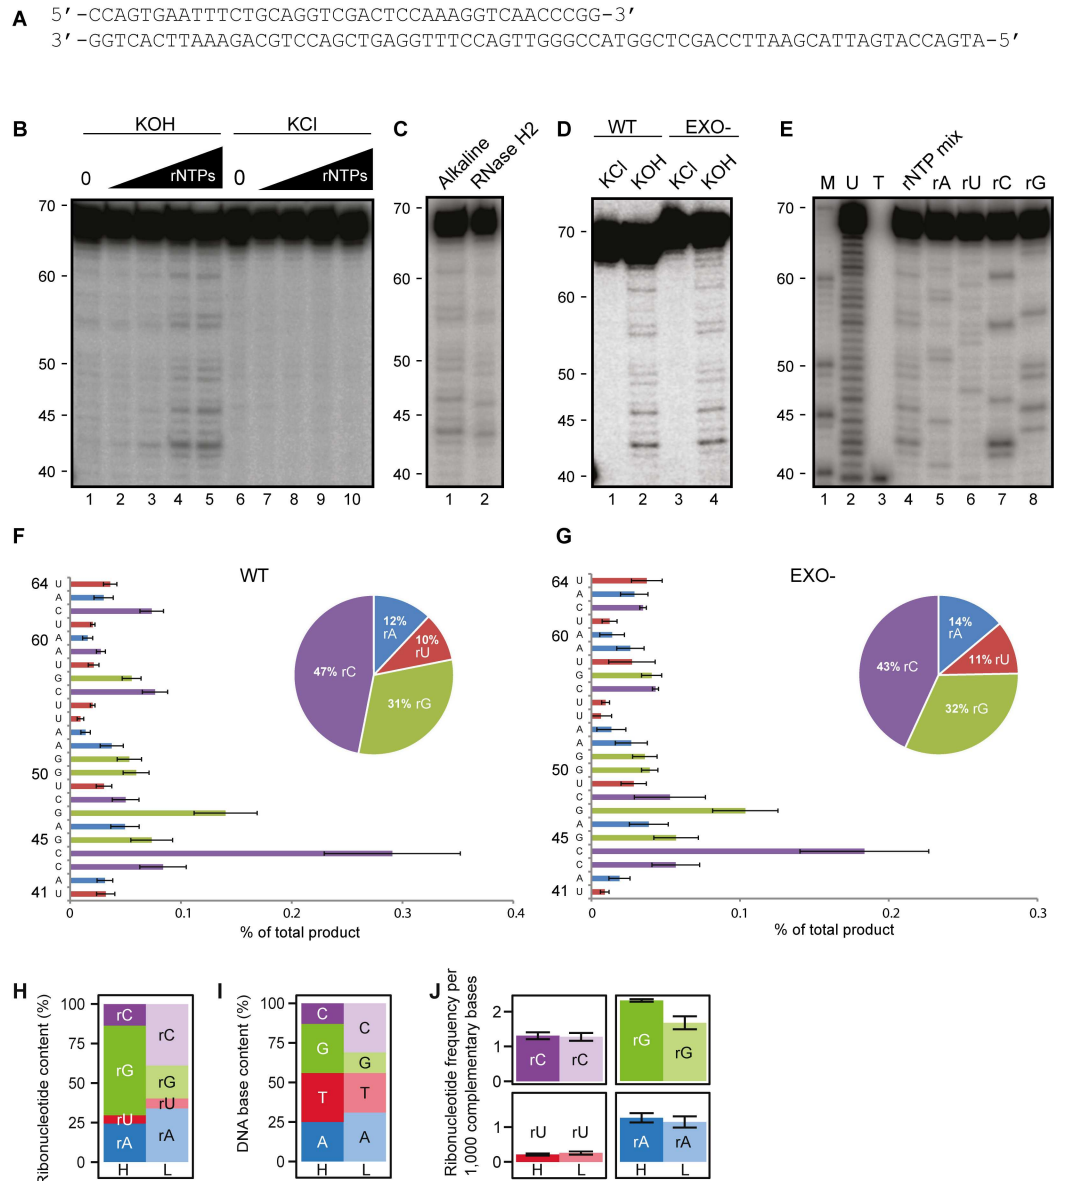 A
5′-CCAGTGAATTTCTGCAGGTCGACTCCAAAGGTCAACCCGG-3′
3′-GGTCACTTAAAGACGTCCAGCTGAGGTTTCCAGTTGGGCCATGGCTCGACCTTAAGCATTAGTACCAGTA-5′
B
KOH
KCl
0
rNTPs
0
rNTPs
70
60
50
45
40
1 2 3 4 5 6 7 8 9 10
C
Alkaline
RNase H2
70
60
50
45
40
1 2
D
WT
EXO-
KCl
KOH
KCl
KOH
70
60
50
45
40
1 2 3 4
E
M U T rNTP mix rA rU rC rG
70
60
50
45
40
1 2 3 4 5 6 7 8
F
WT
64 U
A
C
U
60 A
A
U
G
C
U
U
A
A
G
50 G
U
C
G
A
45 G
C
C
A
41 U
0 0.1 0.2 0.3 0.4
% of total product
12%
rA
10%
rU
31% rG
47% rC
G
EXO-
64 U
A
C
U
60 A
A
U
G
C
U
U
A
A
G
50 G
U
C
G
A
45 G
C
C
A
41 U
0 0.1 0.2 0.3
% of total product
14%
rA
11% rU
32% rG
43% rC
H
Ribonucleotide content (%)
100
75
50
25
0
rC
rG
rU
rA
rC
rG
rU
rA
H L
I
DNA base content (%)
100
75
50
25
0
C
G
T
A
C
G
T
A
H L
J
Ribonucleotide frequency per
1,000 complementary bases
2
1
0
rC rC
rG rG
1
0
rU rU
rA rA
H L
H L